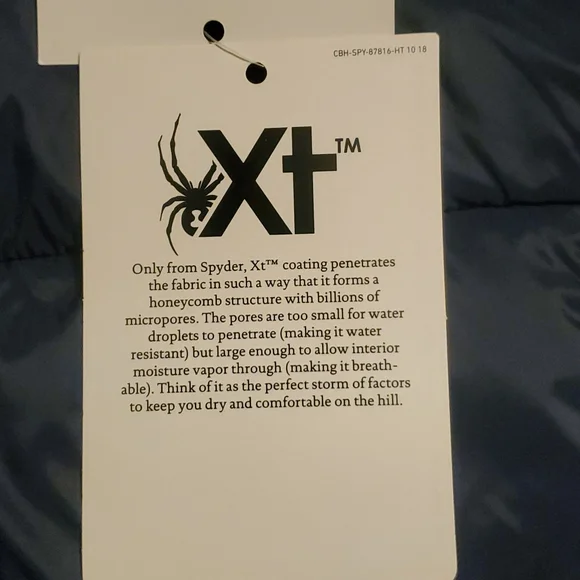 CBH-SPY-87816-HT 10 18
Xt™
Only from Spyder, Xt™ coating penetrates
the fabric in such a way that it forms a
honeycomb structure with billions of
micropores. The pores are too small for water
droplets to penetrate (making it water
resistant) but large enough to allow interior
moisture vapor through (making it breath-
able). Think of it as the perfect storm of factors
to keep you dry and comfortable on the hill.